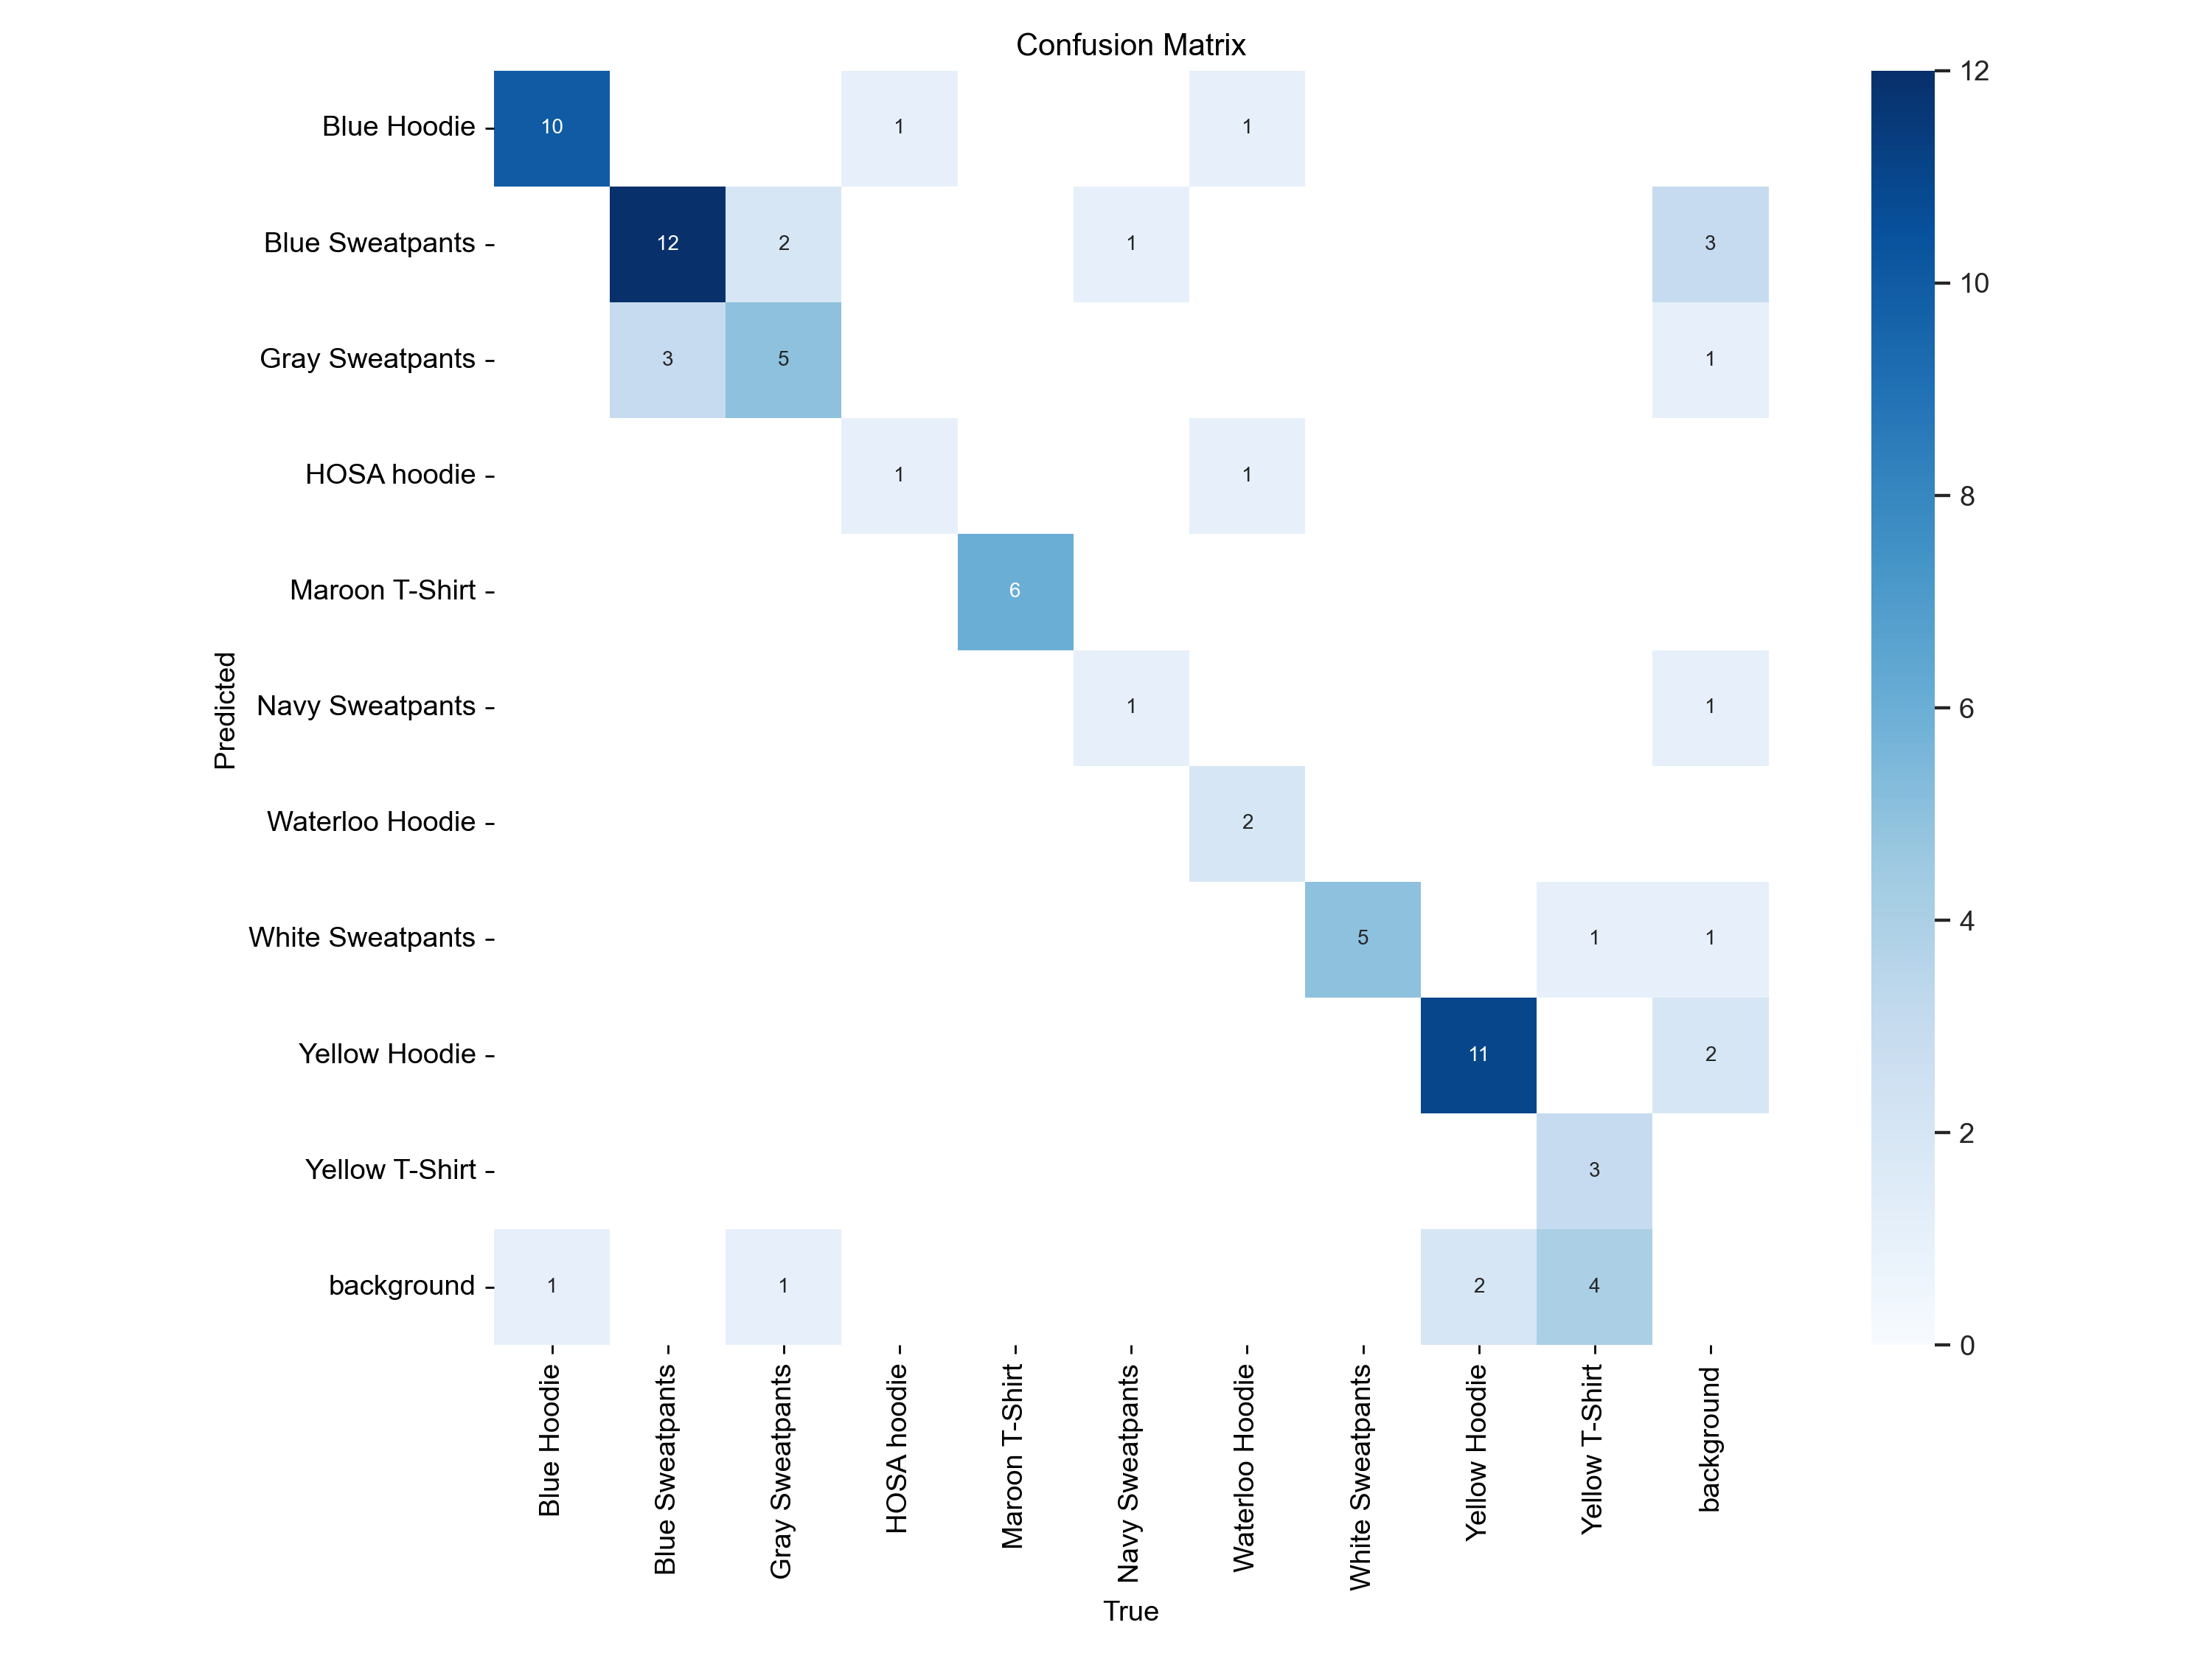 Confusion Matrix
Predicted
Blue Hoodie 10 1 1
Blue Sweatpants 12 2 1 3
Gray Sweatpants 3 5 1
HOSA hoodie 1 1
Maroon T-Shirt 6
Navy Sweatpants 1 1
Waterloo Hoodie 2
White Sweatpants 5 1 1
Yellow Hoodie 11 2
Yellow T-Shirt 3
background 1 1 2 4
Blue Hoodie
Blue Sweatpants
Gray Sweatpants
HOSA hoodie
Maroon T-Shirt
Navy Sweatpants
Waterloo Hoodie
White Sweatpants
Yellow Hoodie
Yellow T-Shirt
background
True
12
10
8
6
4
2
0